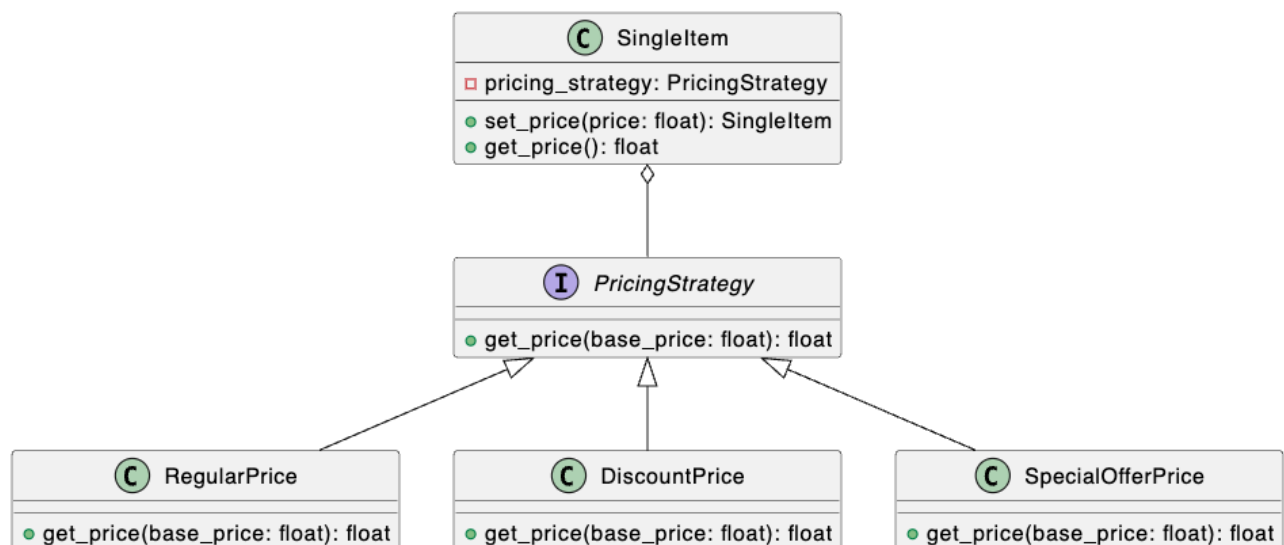 C SingleItem
pricing_strategy: PricingStrategy
set_price(price: float): SingleItem
get_price(): float
I PricingStrategy
get_price(base_price: float): float
C RegularPrice
get_price(base_price: float): float
C DiscountPrice
get_price(base_price: float): float
C SpecialOfferPrice
get_price(base_price: float): float